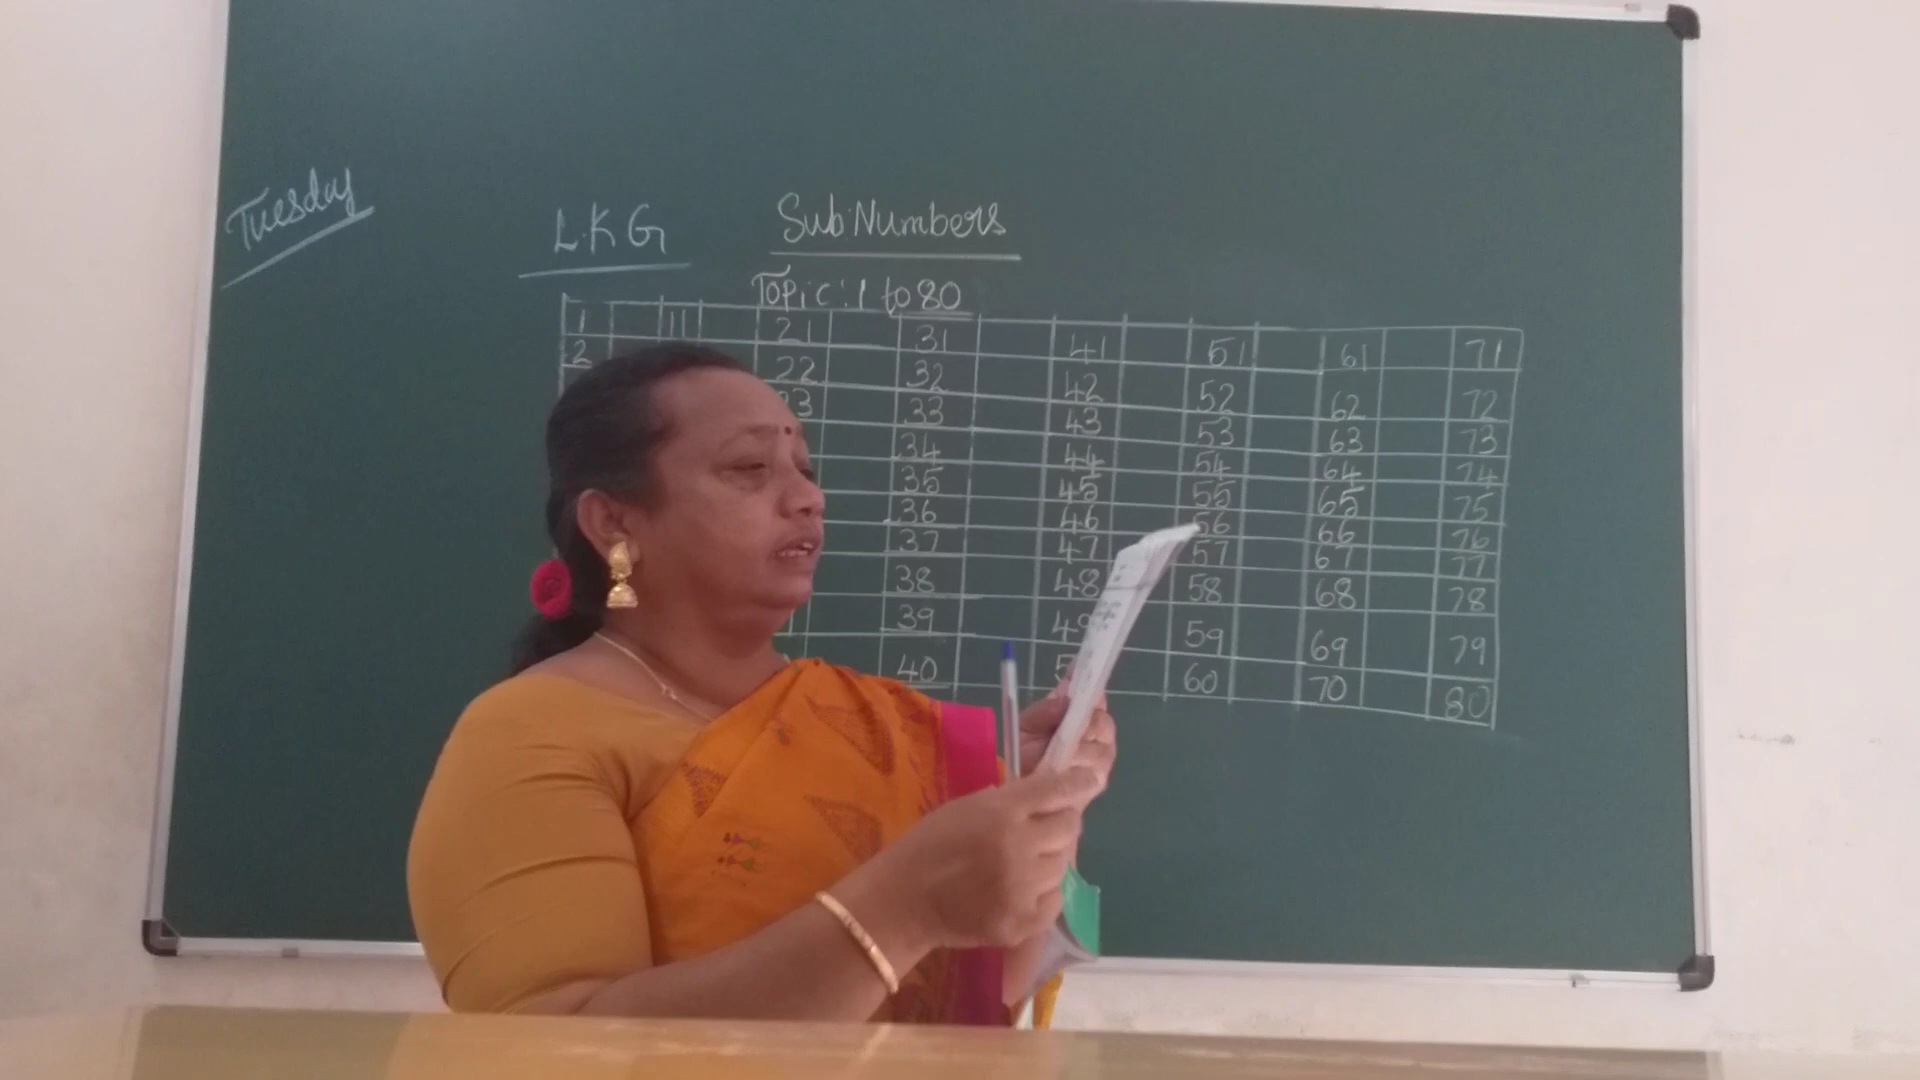 Tuesday
L.K G Sub:Numbers
Topic:1 to 80
1 11 21 31 41 51 61 71
2 22 32 42 52 62 72
33 43 53 63 73
34 44 54 64 74
35 45 55 65 75
36 46 56 66 76
37 47 57 67 77
38 48 58 68 78
39 49 59 69 79
40 60 70 80